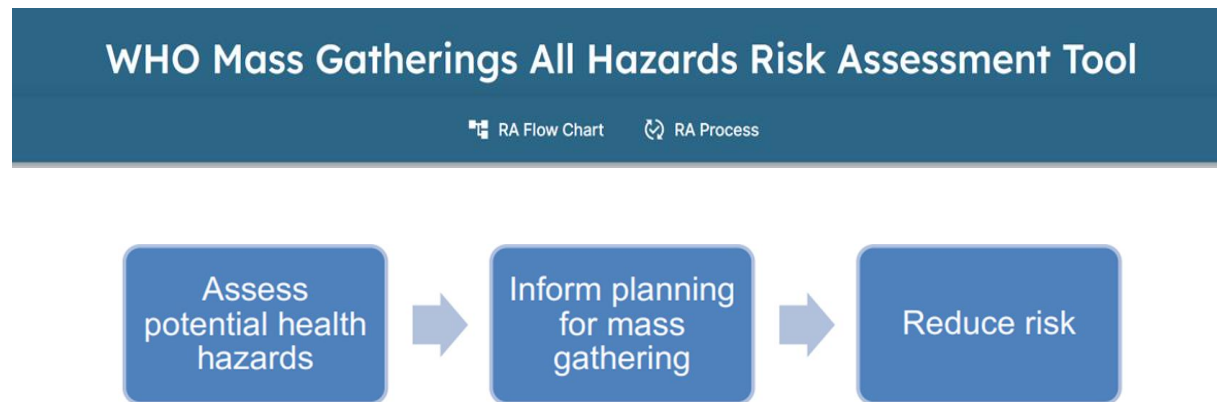 WHO Mass Gatherings All Hazards Risk Assessment Tool
RA Flow Chart RA Process
Assess
potential health
hazards
Inform planning
for mass
gathering
Reduce risk